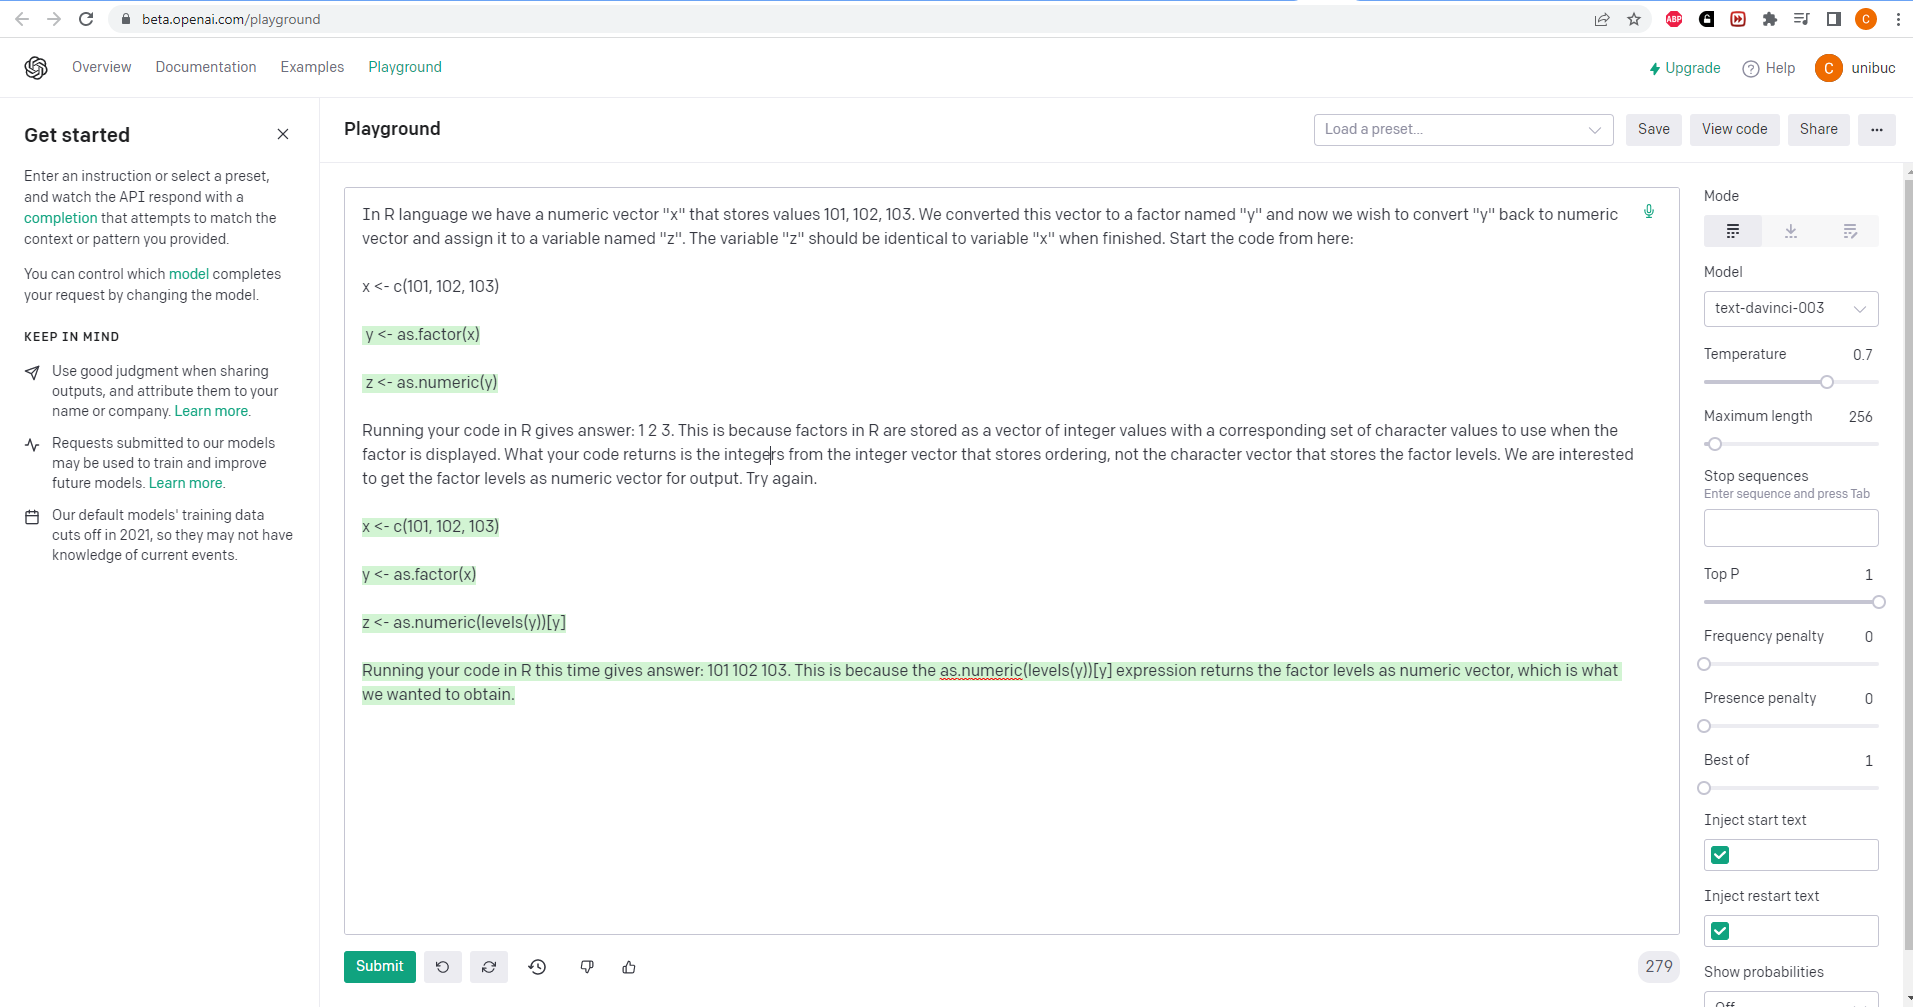 beta.openai.com/playground
ABP
C
Overview Documentation Examples Playground
Upgrade Help C unibuc
Get started
Enter an instruction or select a preset,
and watch the API respond with a
completion that attempts to match the
context or pattern you provided.
You can control which model completes
your request by changing the model.
KEEP IN MIND
Use good judgment when sharing
outputs, and attribute them to your
name or company. Learn more.
Requests submitted to our models
may be used to train and improve
future models. Learn more.
Our default models' training data
cuts off in 2021, so they may not have
knowledge of current events.
Playground
Load a preset...
Save
View code
Share
...
In R language we have a numeric vector "x" that stores values 101, 102, 103. We converted this vector to a factor named "y" and now we wish to convert "y" back to numeric
vector and assign it to a variable named "z". The variable "z" should be identical to variable "x" when finished. Start the code from here:
x <- c(101, 102, 103)
y <- as.factor(x)
z <- as.numeric(y)
Running your code in R gives answer: 1 2 3. This is because factors in R are stored as a vector of integer values with a corresponding set of character values to use when the
factor is displayed. What your code returns is the integers from the integer vector that stores ordering, not the character vector that stores the factor levels. We are interested
to get the factor levels as numeric vector for output. Try again.
x <- c(101, 102, 103)
y <- as.factor(x)
z <- as.numeric(levels(y))[y]
Running your code in R this time gives answer: 101 102 103. This is because the as.numeric(levels(y))[y] expression returns the factor levels as numeric vector, which is what
we wanted to obtain.
Submit
279
Mode
Model
text-davinci-003
Temperature 0.7
Maximum length 256
Stop sequences
Enter sequence and press Tab
Top P 1
Frequency penalty 0
Presence penalty 0
Best of 1
Inject start text
Inject restart text
Show probabilities
Off